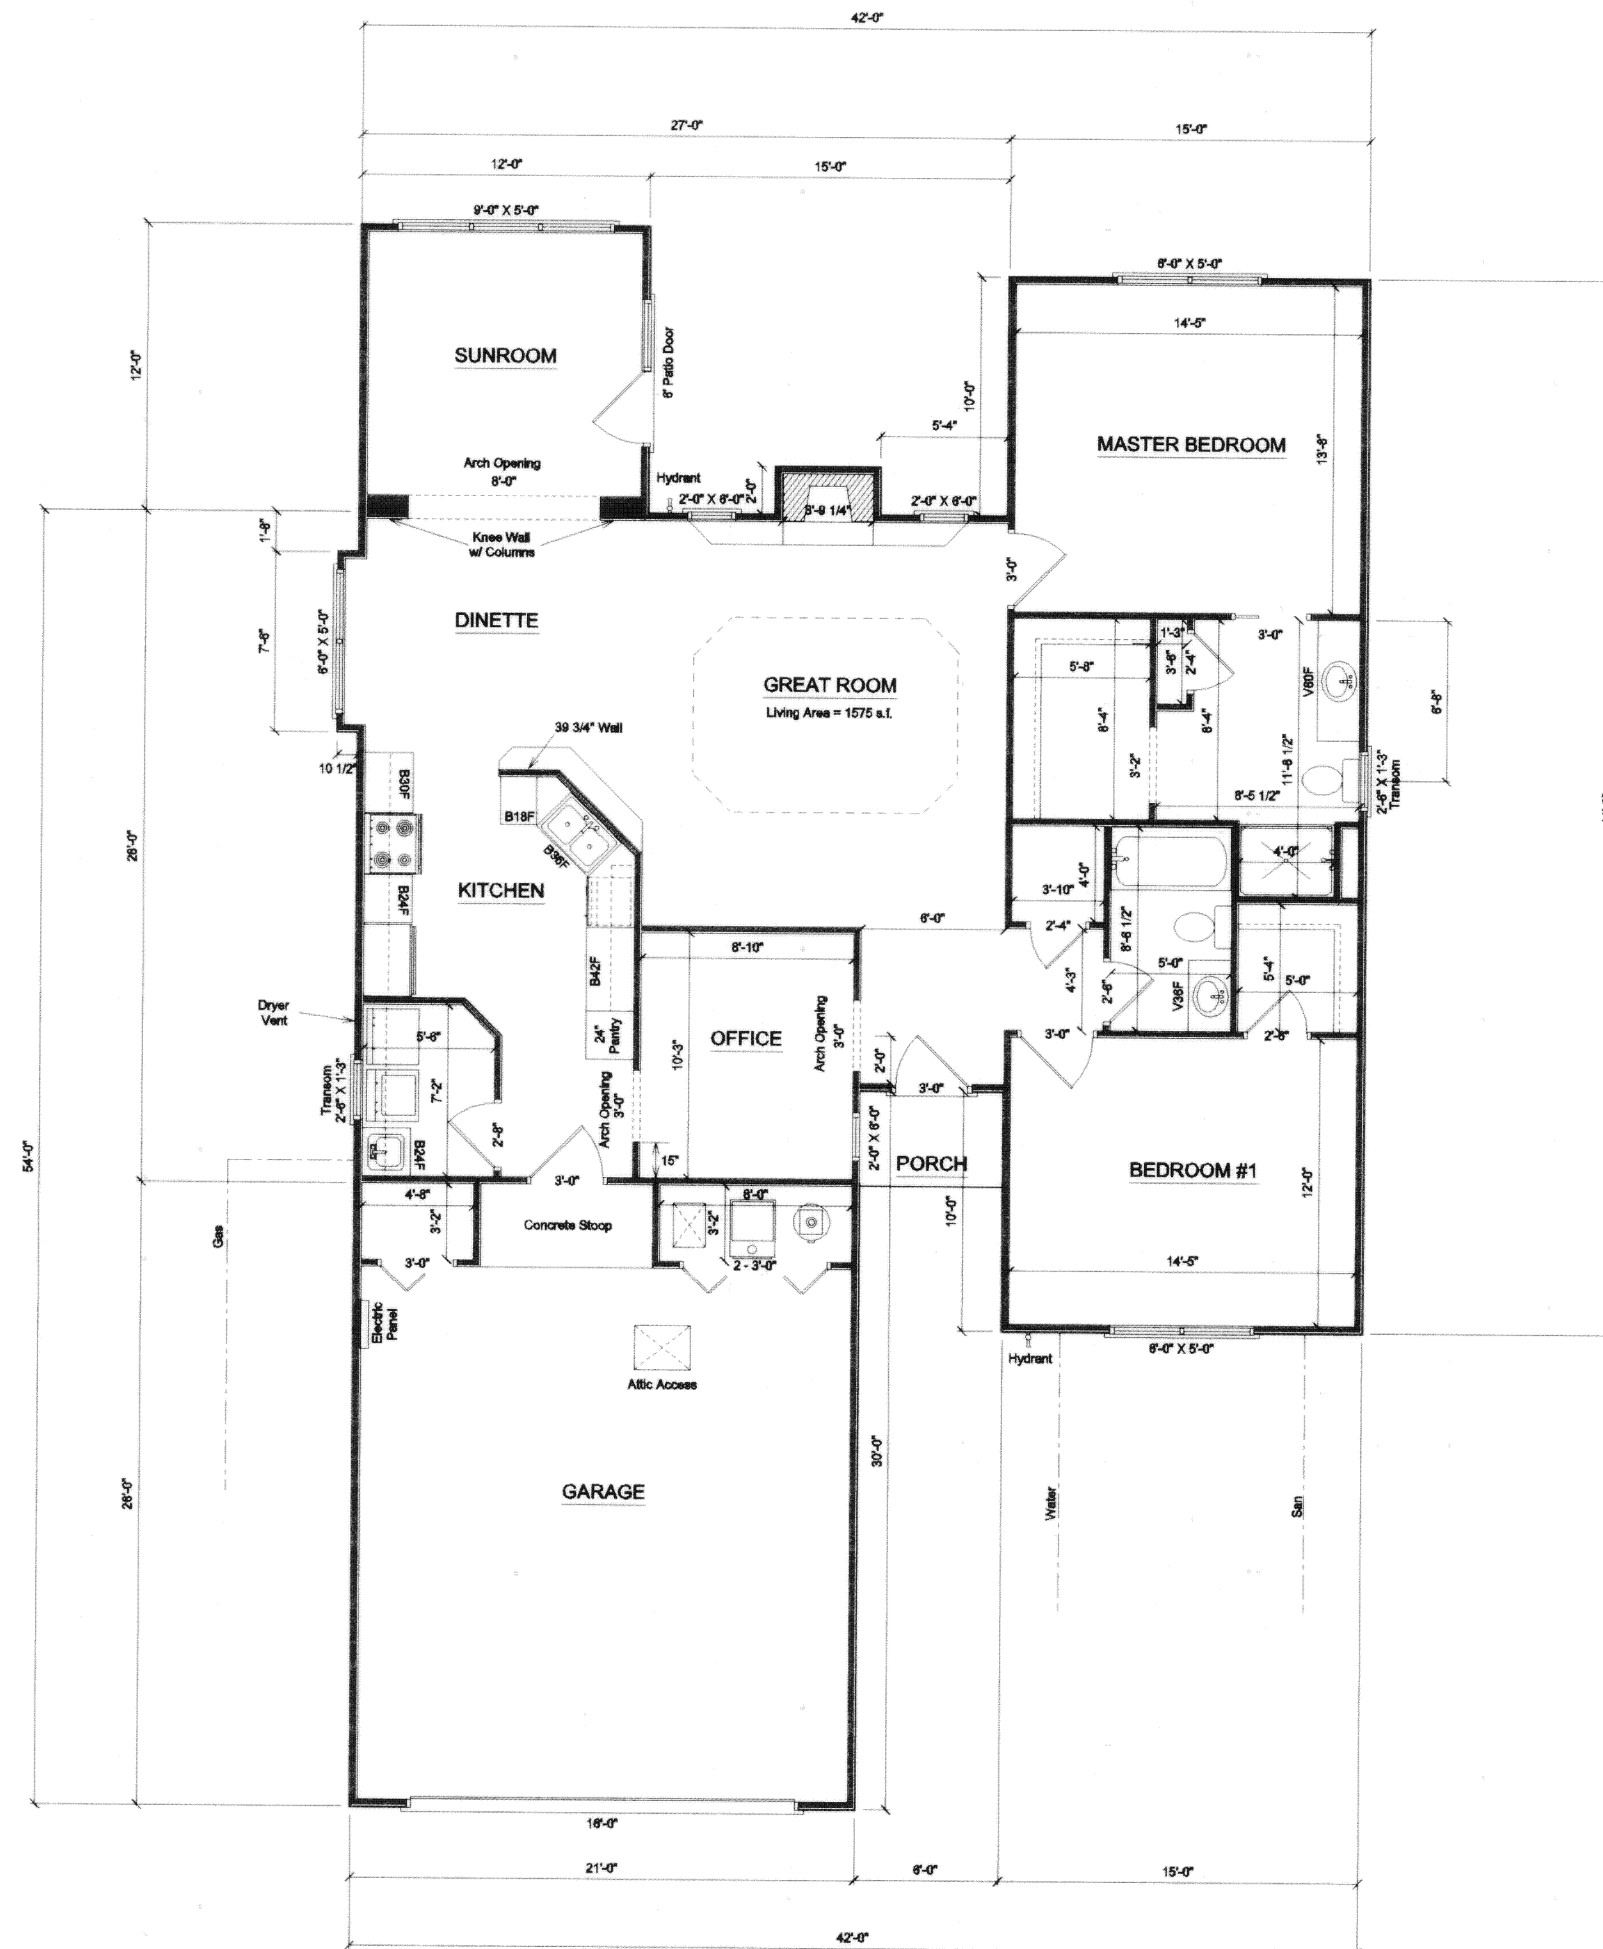 42'-0"
27'-0"
15'-0"
12'-0"
15'-0"
9'-0" X 5'-0"
6'-0" X 5'-0"
14'-5"
12'-0"
SUNROOM
6' Patio Door
10'-0"
5'-4"
MASTER BEDROOM
13'-8"
Arch Opening
8'-0"
Hydrant
2'-0" X 6'-0"
2'-0"
2'-0" X 6'-0"
3'-9 1/4"
1'-6"
Knee Wall
w/ Columns
3'-0"
DINETTE
6'-0" X 5'-0"
7'-6"
GREAT ROOM
Living Area = 1575 s.f.
1'-3"
3'-0"
5'-8"
3'-6"
2'-4"
V60F
6'-8"
8'-4"
8'-4"
39 3/4" Wall
10 1/2"
B30F
3'-2"
11'-6 1/2"
2'-6" X 1'-3"
Transom
8'-5 1/2"
B18F
B36F
26'-0"
4'-0"
KITCHEN
B24F
3'-10"
4'-0"
6'-0"
2'-4"
8'-6 1/2"
8'-10"
B42F
4'-3"
5'-0"
2'-6"
V36F
5'-4"
5'-0"
Dryer
Vent
24"
Pantry
OFFICE
Arch Opening
3'-0"
3'-0"
2'-6"
5'-6"
10'-3"
2'-0"
Transom
2'-6" X 1'-3"
7'-2"
3'-0"
Arch Opening
3'-0"
2'-8"
B24F
15"
2'-0" X 6'-0"
PORCH
BEDROOM #1
12'-0"
54'-0"
3'-0"
4'-8"
3'-2"
Concrete Stoop
8'-0"
3'-2"
10'-0"
Gas
3'-0"
2 - 3'-0"
14'-5"
Electric
Panel
6'-0" X 5'-0"
Hydrant
Attic Access
30'-0"
GARAGE
26'-0"
Water
San
16'-0"
21'-0"
6'-0"
15'-0"
42'-0"